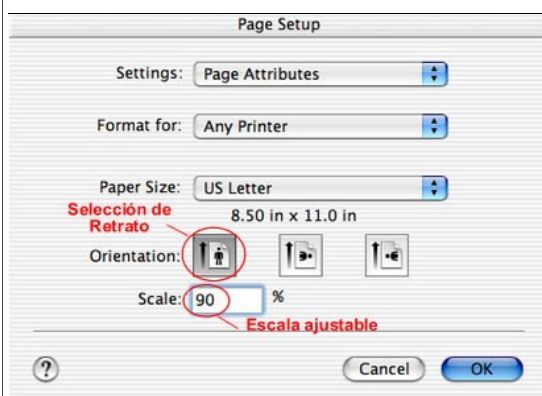 Page Setup
Settings: Page Attributes
Format for: Any Printer
Paper Size: US Letter
8.50 in x 11.0 in
Selección de
Retrato
Orientation:
Scale: 90 %
Escala ajustable
? Cancel OK